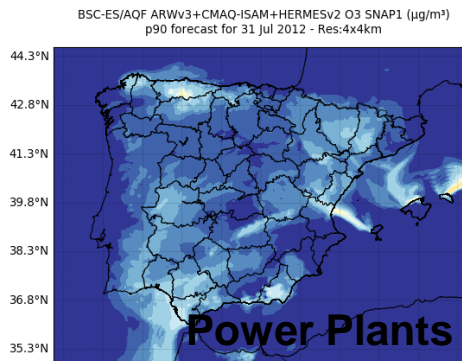 BSC-ES/AQF ARWv3+CMAQ-ISAM+HERMESv2 O3 SNAP1 (µg/m³)
p90 forecast for 31 Jul 2012 - Res:4x4km
44.3°N
42.8°N
41.3°N
39.8°N
38.3°N
36.8°N
35.3°N
Power Plants